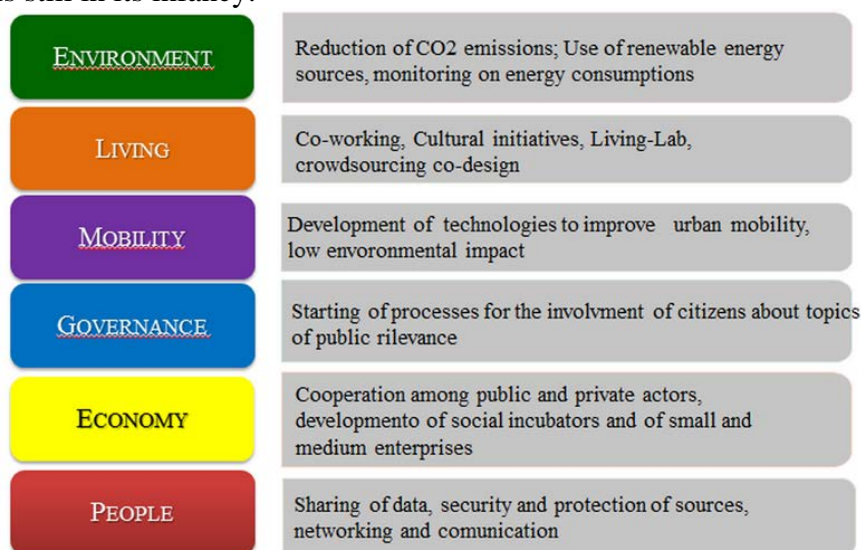 ENVIRONMENT
Reduction of CO2 emissions; Use of renewable energy
sources, monitoring on energy consumptions
LIVING
Co-working, Cultural initiatives, Living-Lab,
crowdsourcing co-design
MOBILITY
Development of technologies to improve urban mobility,
low envoronmental impact
GOVERNANCE
Starting of processes for the involvment of citizens about topics
of public rilevance
ECONOMY
Cooperation among public and private actors,
developmento of social incubators and of small and
medium enterprises
PEOPLE
Sharing of data, security and protection of sources,
networking and comunication